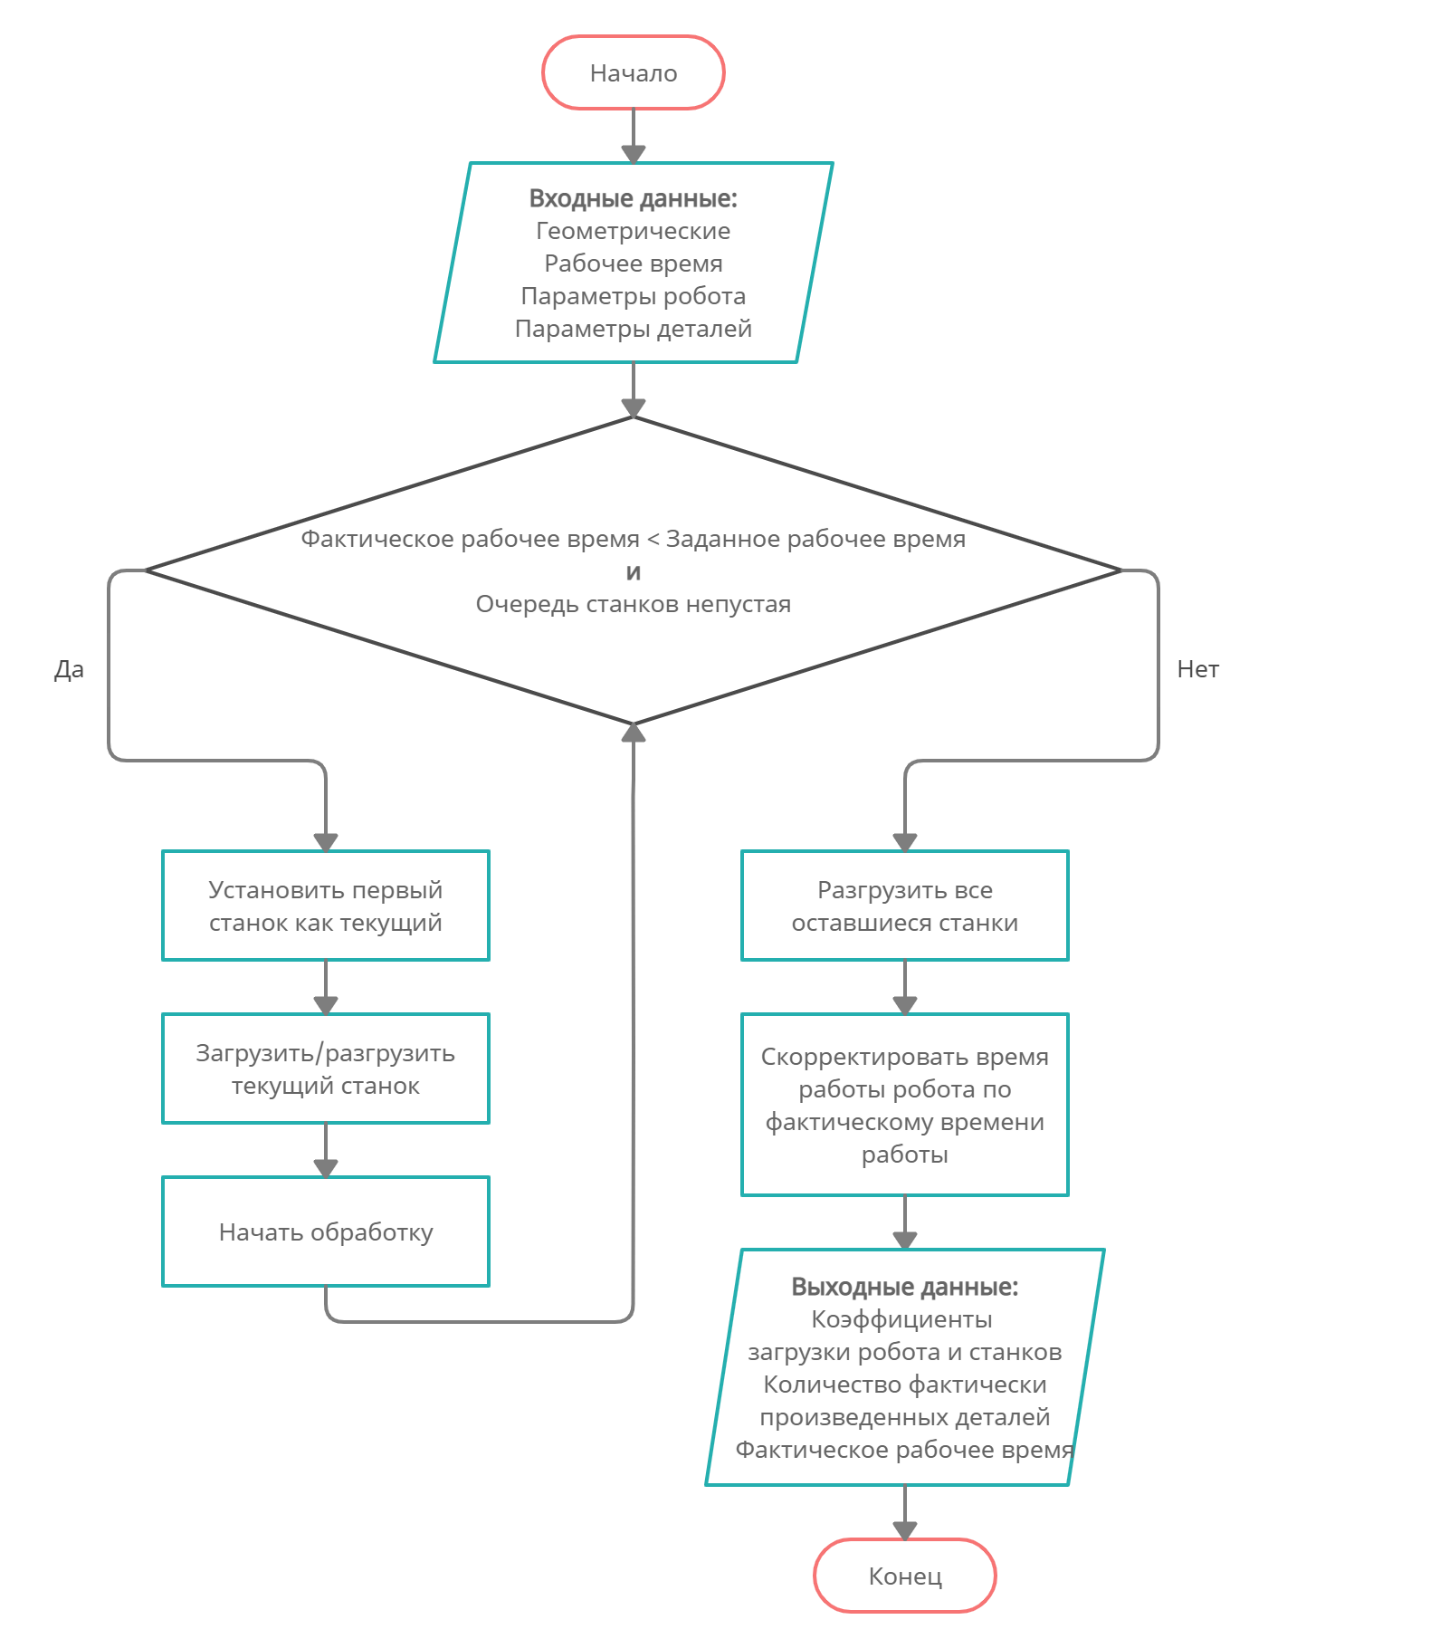 Начало
Входные данные:
Геометрические
Рабочее время
Параметры робота
Параметры деталей
Фактическое рабочее время < Заданное рабочее время
и
Очередь станков непустая
Да
Нет
Установить первый
станок как текущий
Загрузить/разгрузить
текущий станок
Начать обработку
Разгрузить все
оставшиеся станки
Скорректировать время
работы робота по
фактическому времени
работы
Выходные данные:
Коэффициенты
загрузки робота и станков
Количество фактически
произведенных деталей
Фактическое рабочее время
Конец